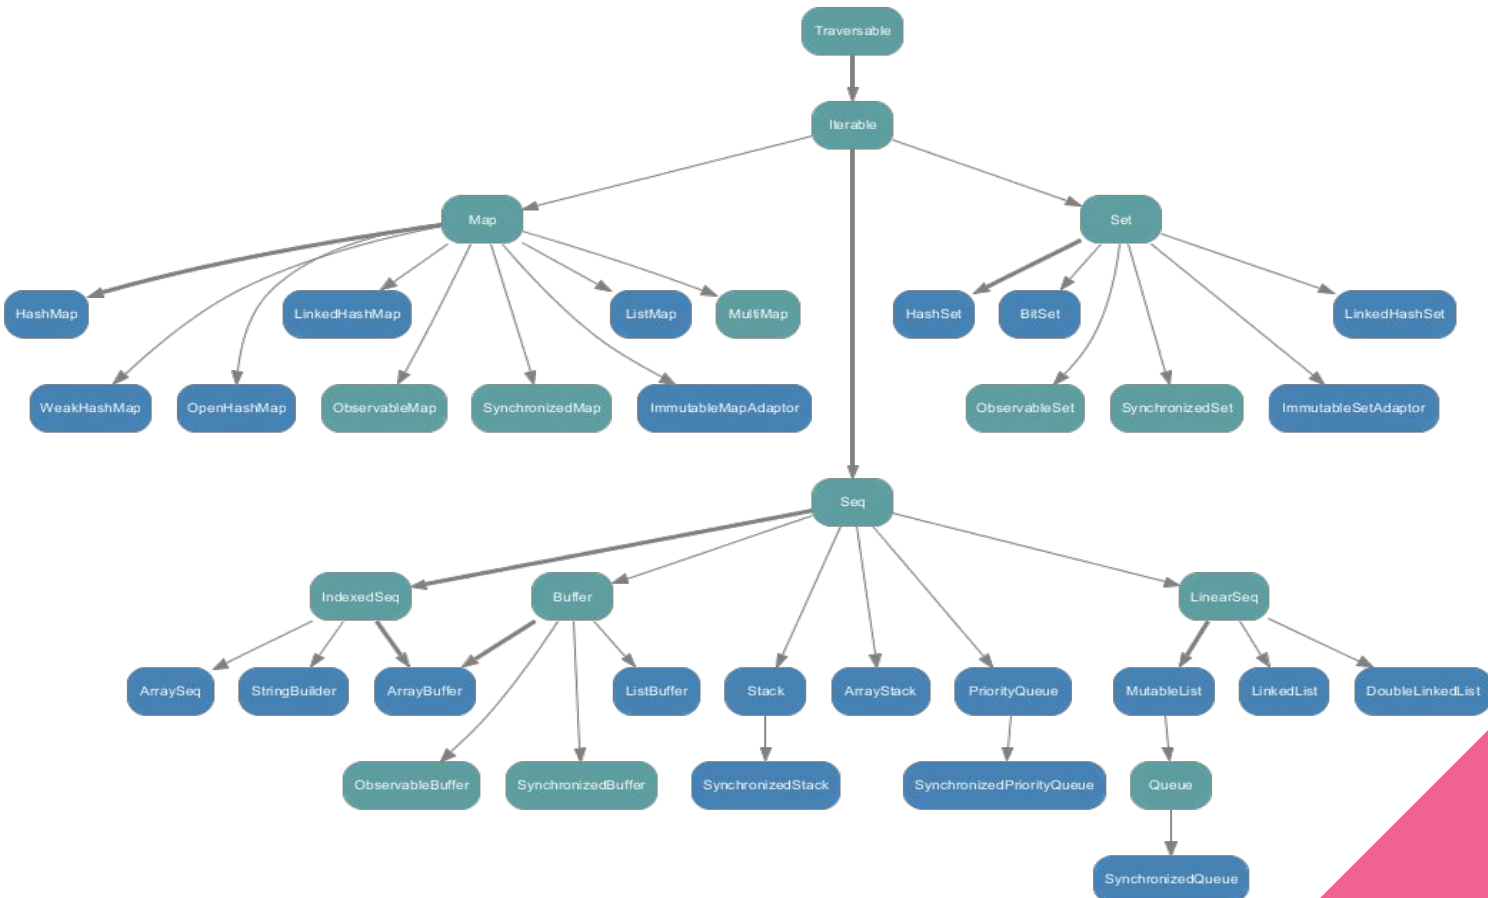 Traversable
Iterable
Map
Set
HashMap
LinkedHashMap
ListMap
MultiMap
HashSet
BitSet
LinkedHashSet
WeakHashMap
OpenHashMap
ObservableMap
SynchronizedMap
ImmutableMapAdaptor
ObservableSet
SynchronizedSet
ImmutableSetAdaptor
Seq
IndexedSeq
Buffer
LinearSeq
ArraySeq
StringBuilder
ArrayBuffer
ListBuffer
Stack
ArrayStack
PriorityQueue
MutableList
LinkedList
DoubleLinkedList
ObservableBuffer
SynchronizedBuffer
SynchronizedStack
SynchronizedPriorityQueue
Queue
SynchronizedQueue